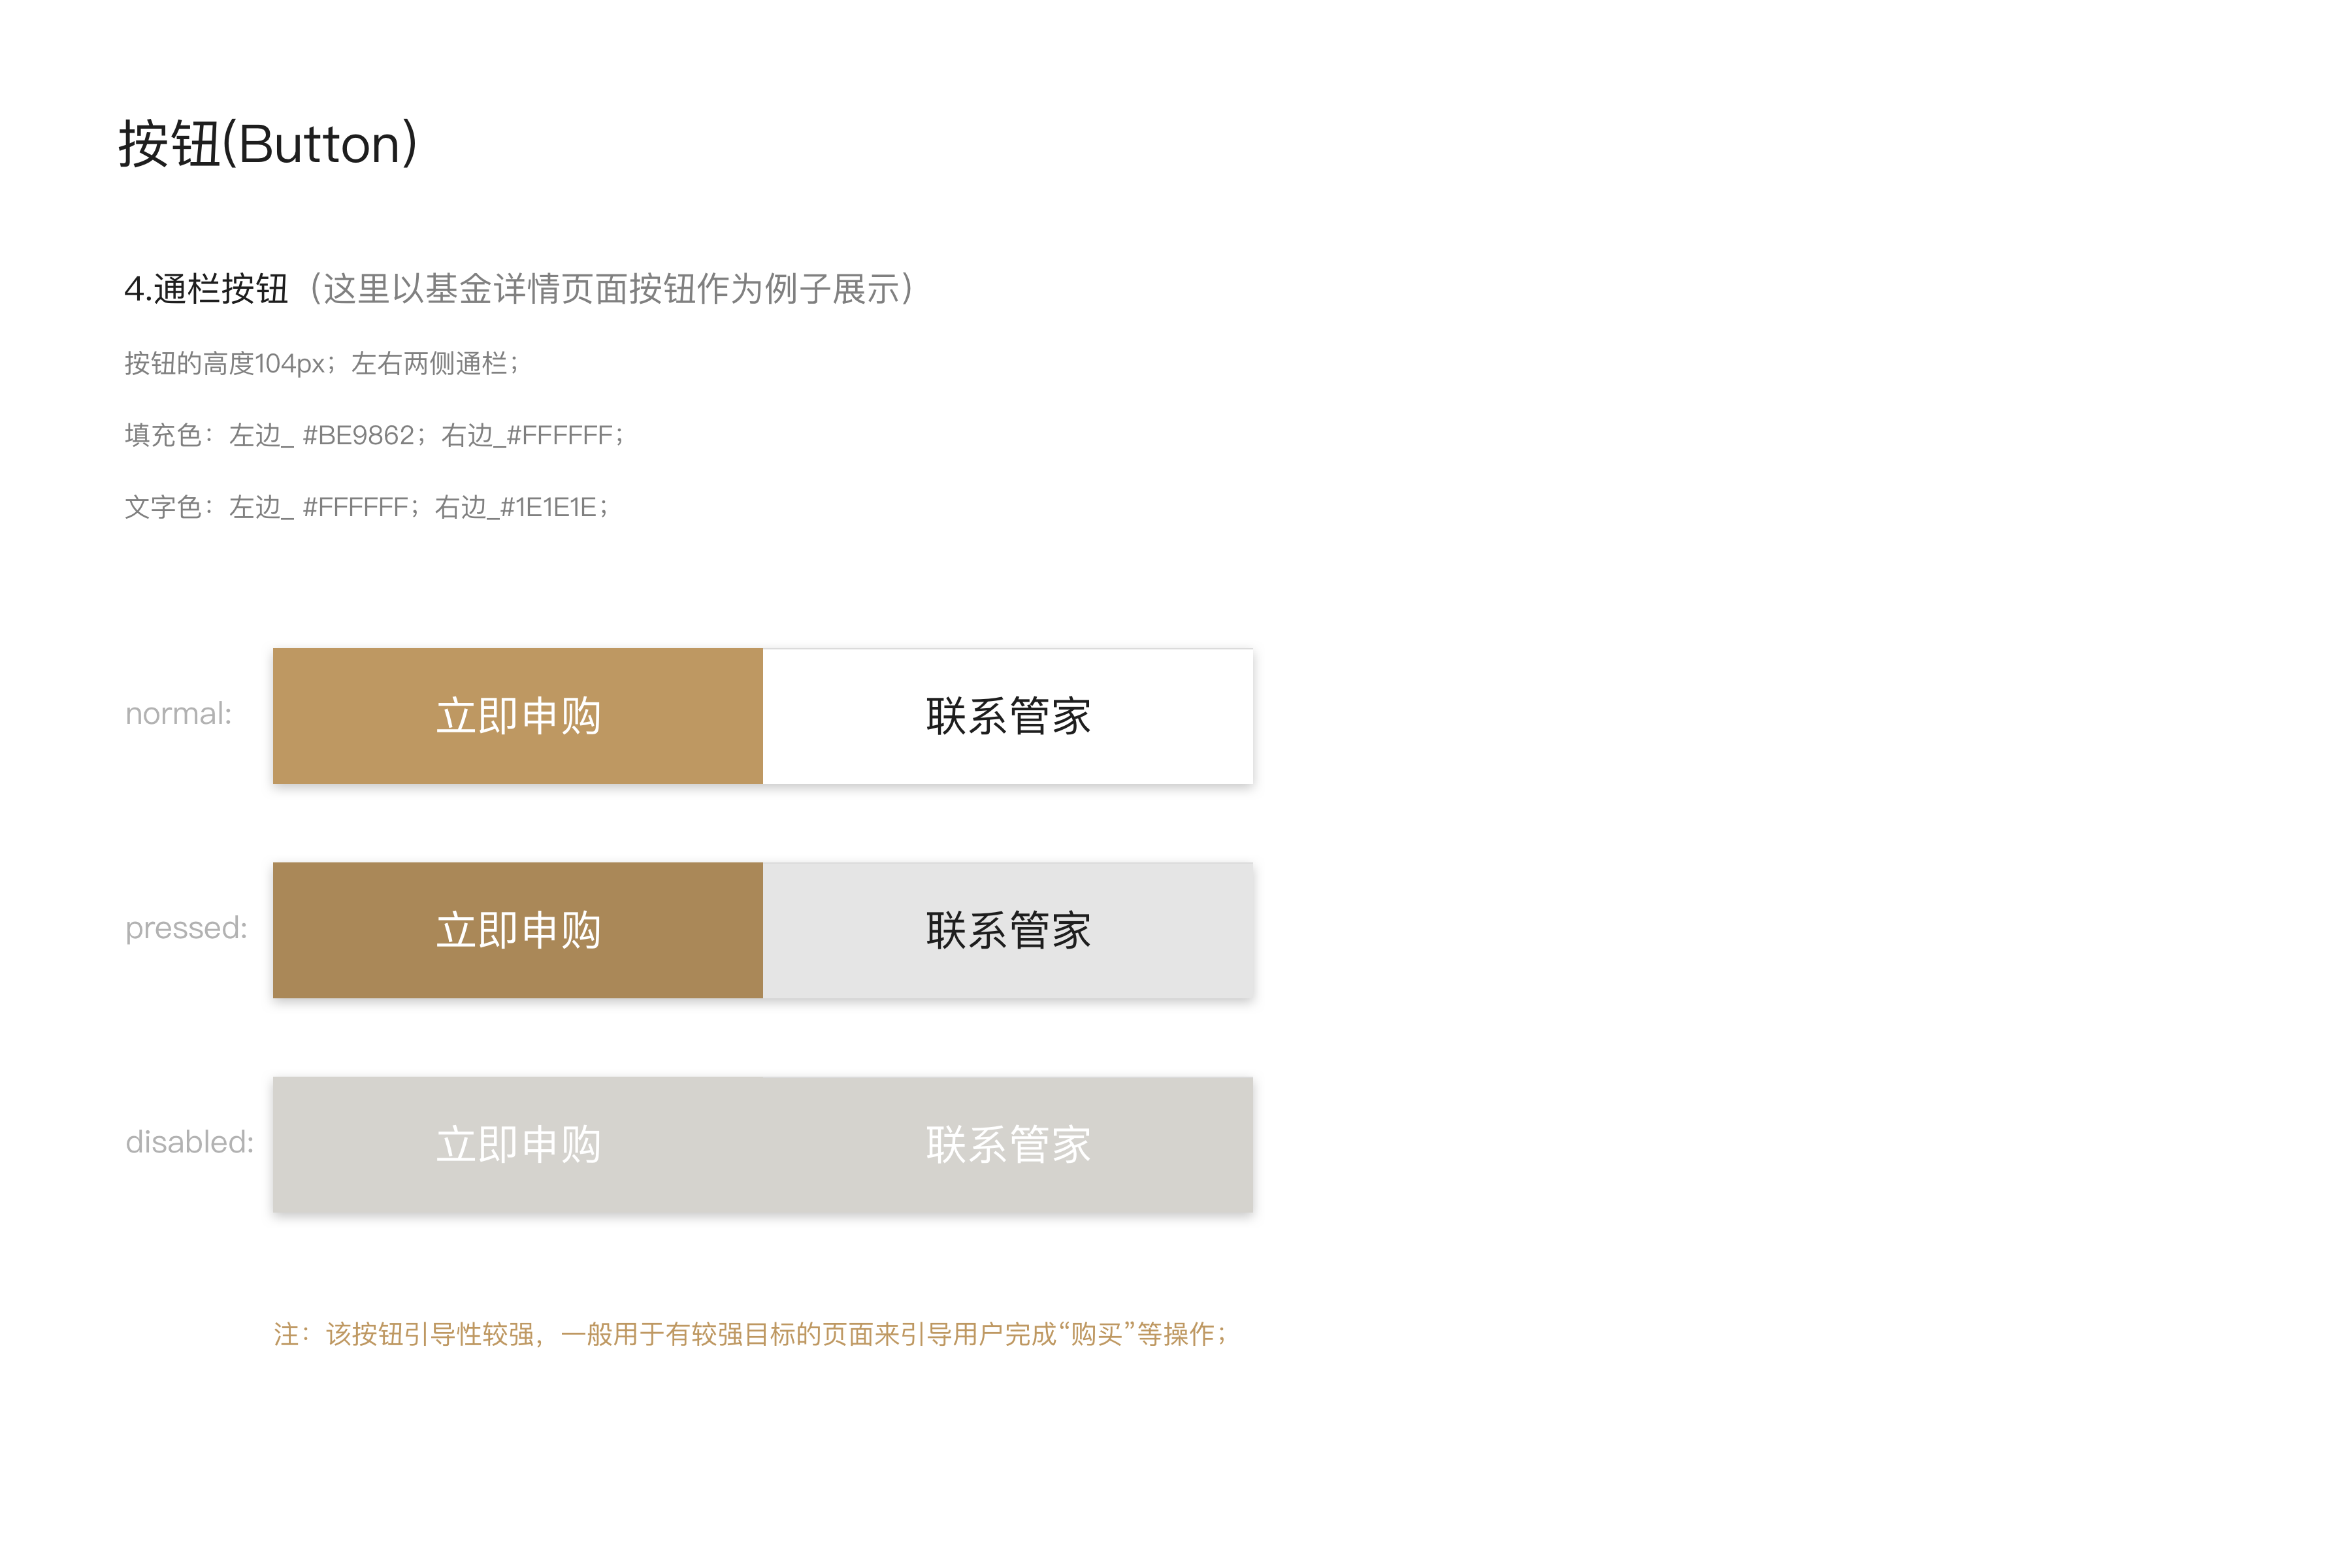 按钮(Button)
4.通栏按钮（这里以基金详情页面按钮作为例子展示）
按钮的高度104px；左右两侧通栏；
填充色：左边_ #BE9862；右边_#FFFFFF；
文字色：左边_ #FFFFFF；右边_#1E1E1E；
normal: 立即申购 联系管家
pressed: 立即申购 联系管家
disabled: 立即申购 联系管家
注：该按钮引导性较强，一般用于有较强目标的页面来引导用户完成“购买”等操作；